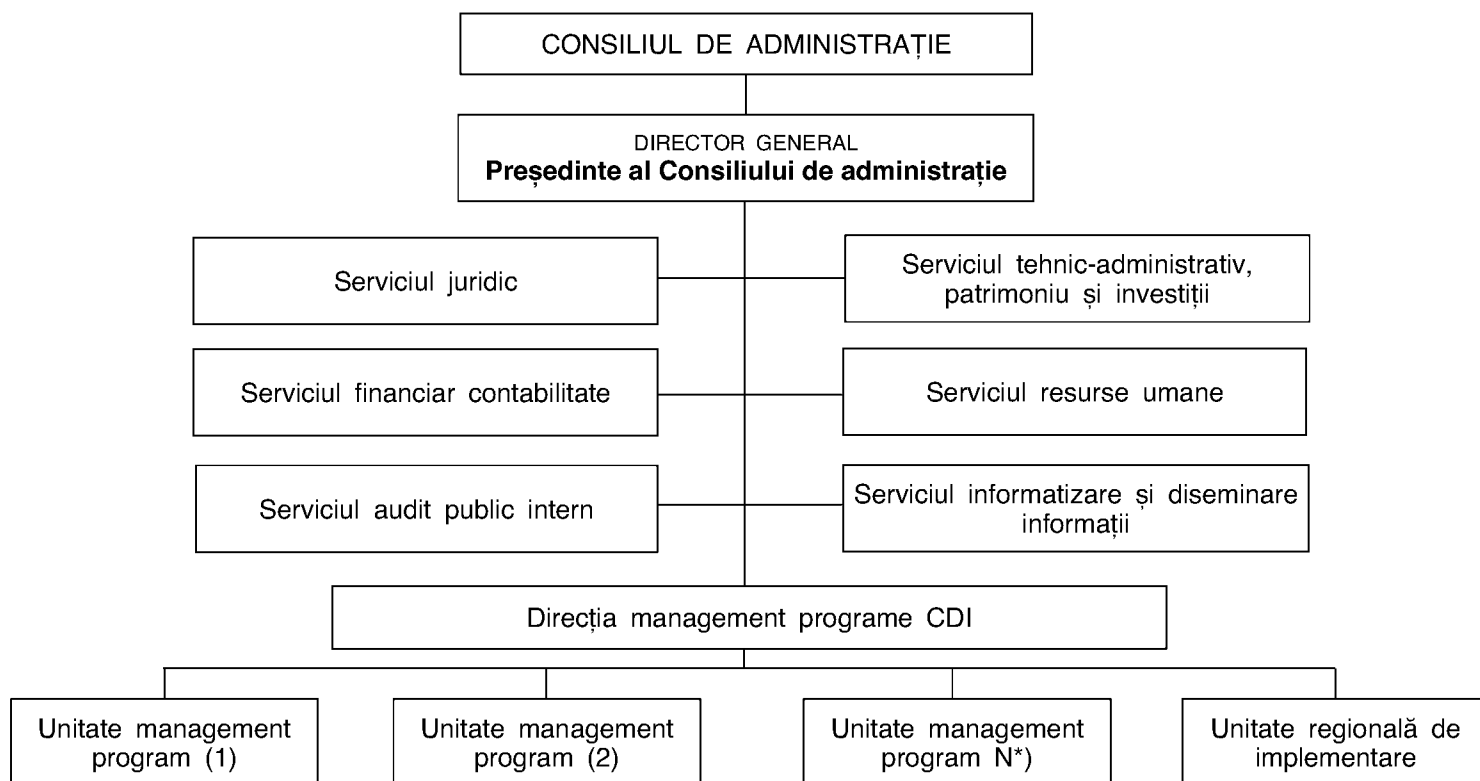 CONSILIUL DE ADMINISTRAȚIE
DIRECTOR GENERAL
Președinte al Consiliului de administrație
Serviciul juridic
Serviciul tehnic-administrativ,
patrimoniu și investiții
Serviciul financiar contabilitate
Serviciul resurse umane
Serviciul audit public intern
Serviciul informatizare și diseminare
informații
Direcția management programe CDI
Unitate management
program (1)
Unitate management
program (2)
Unitate management
program N*)
Unitate regională de
implementare